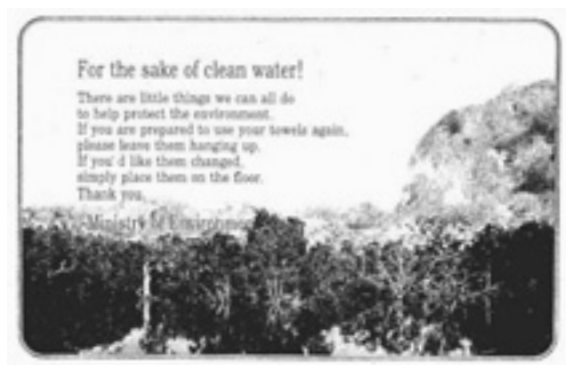 For the sake of clean water!
There are little things we can all do
to help protect the environment.
If you are prepared to use your towels again,
please leave them hanging up.
If you'd like them changed,
simply place them on the floor.
Thank you.
-Ministry of Environment